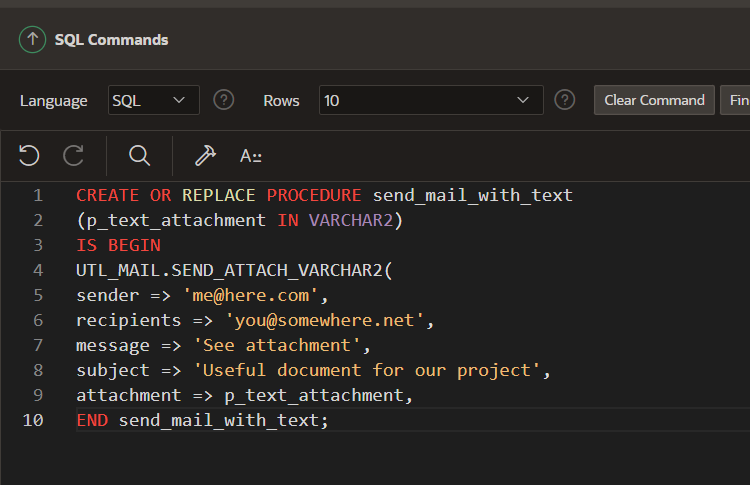 SQL Commands
Language SQL Rows 10 Clear Command Fin
A::
1 CREATE OR REPLACE PROCEDURE send_mail_with_text
2 (p_text_attachment IN VARCHAR2)
3 IS BEGIN
4 UTL_MAIL.SEND_ATTACH_VARCHAR2(
5 sender => 'me@here.com',
6 recipients => 'you@somewhere.net',
7 message => 'See attachment',
8 subject => 'Useful document for our project',
9 attachment => p_text_attachment,
10 END send_mail_with_text;